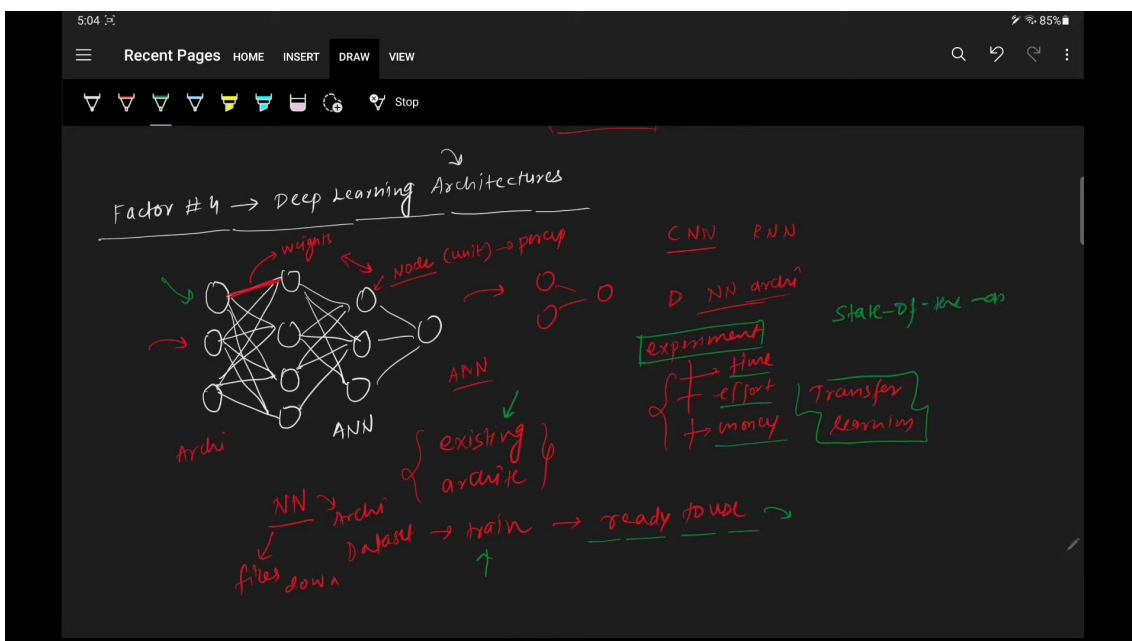 5:04
85%
Recent Pages HOME INSERT DRAW VIEW
Stop
Factor # 4 → Deep Learning Architectures
weights
Node (unit) → percep
CNN RNN
D NN archi
State-Of-the-
experiment
→ time
effort
→ money
Transfer
learning
ANN
ANN
Archi
existing
archite
NN Archi
Dataset → train → ready to use
files down